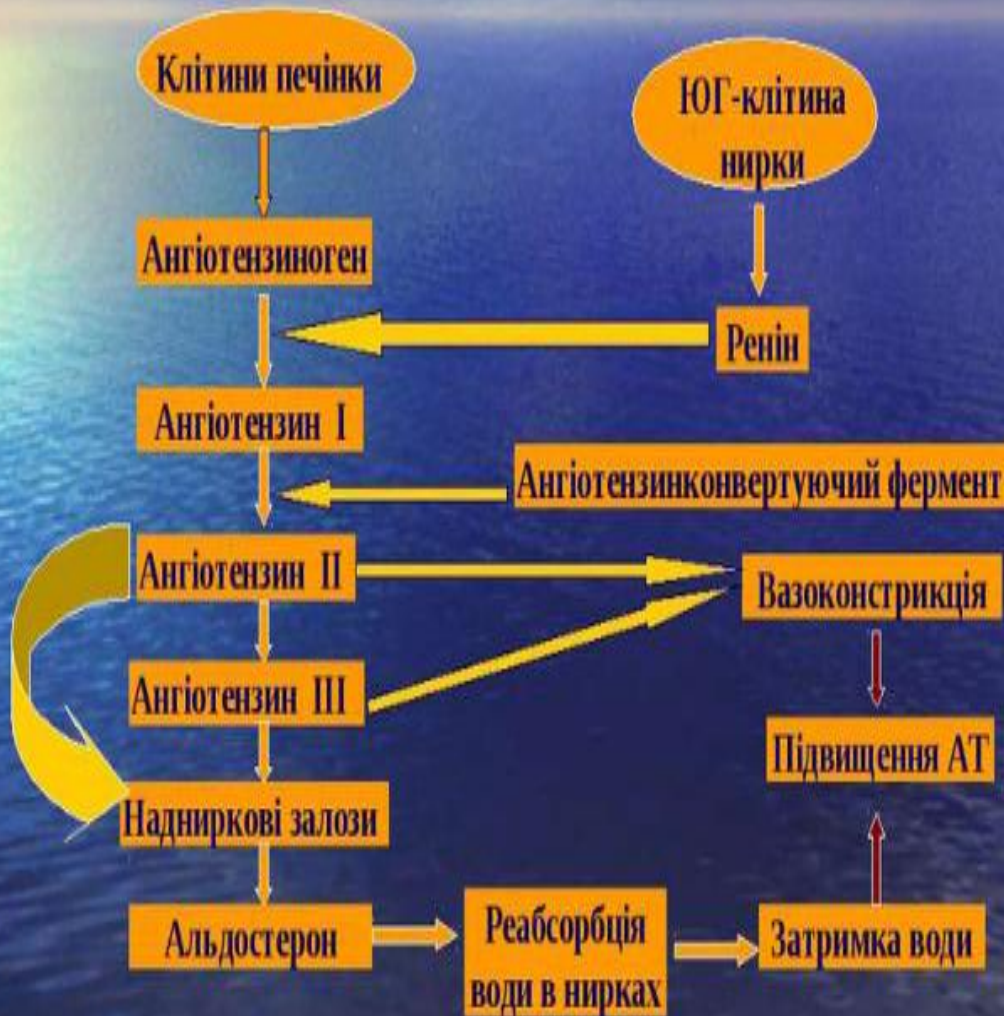 Клітини печінки
ЮГ-клітина
нирки
Ангіотензиноген
Ренін
Ангіотензин I
Ангіотензинконвертуючий фермент
Ангіотензин II
Вазоконстрикція
Ангіотензин III
Підвищення АТ
Надниркові залози
Альдостерон
Реабсорбція
води в нирках
Затримка води